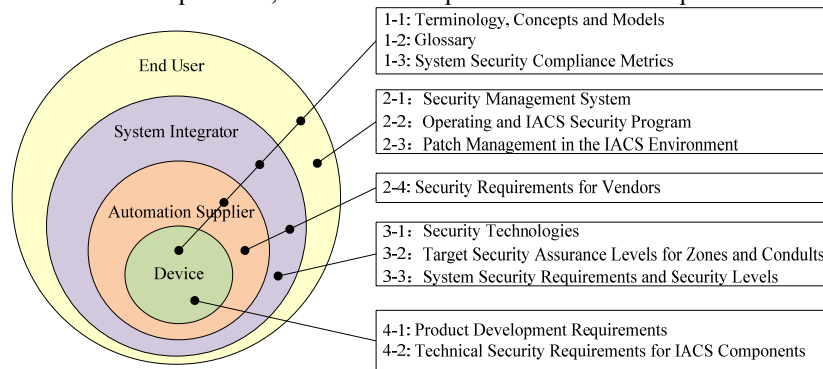 1-1: Terminology, Concepts and Models
1-2: Glossary
1-3: System Security Compliance Metrics
End User
2-1: Security Management System
2-2: Operating and IACS Security Program
2-3: Patch Management in the IACS Environment
System Integrator
2-4: Security Requirements for Vendors
Automation Supplier
3-1: Security Technologies
3-2: Target Security Assurance Levels for Zones and Conduits
3-3: System Security Requirements and Security Levels
Device
4-1: Product Development Requirements
4-2: Technical Security Requirements for IACS Components